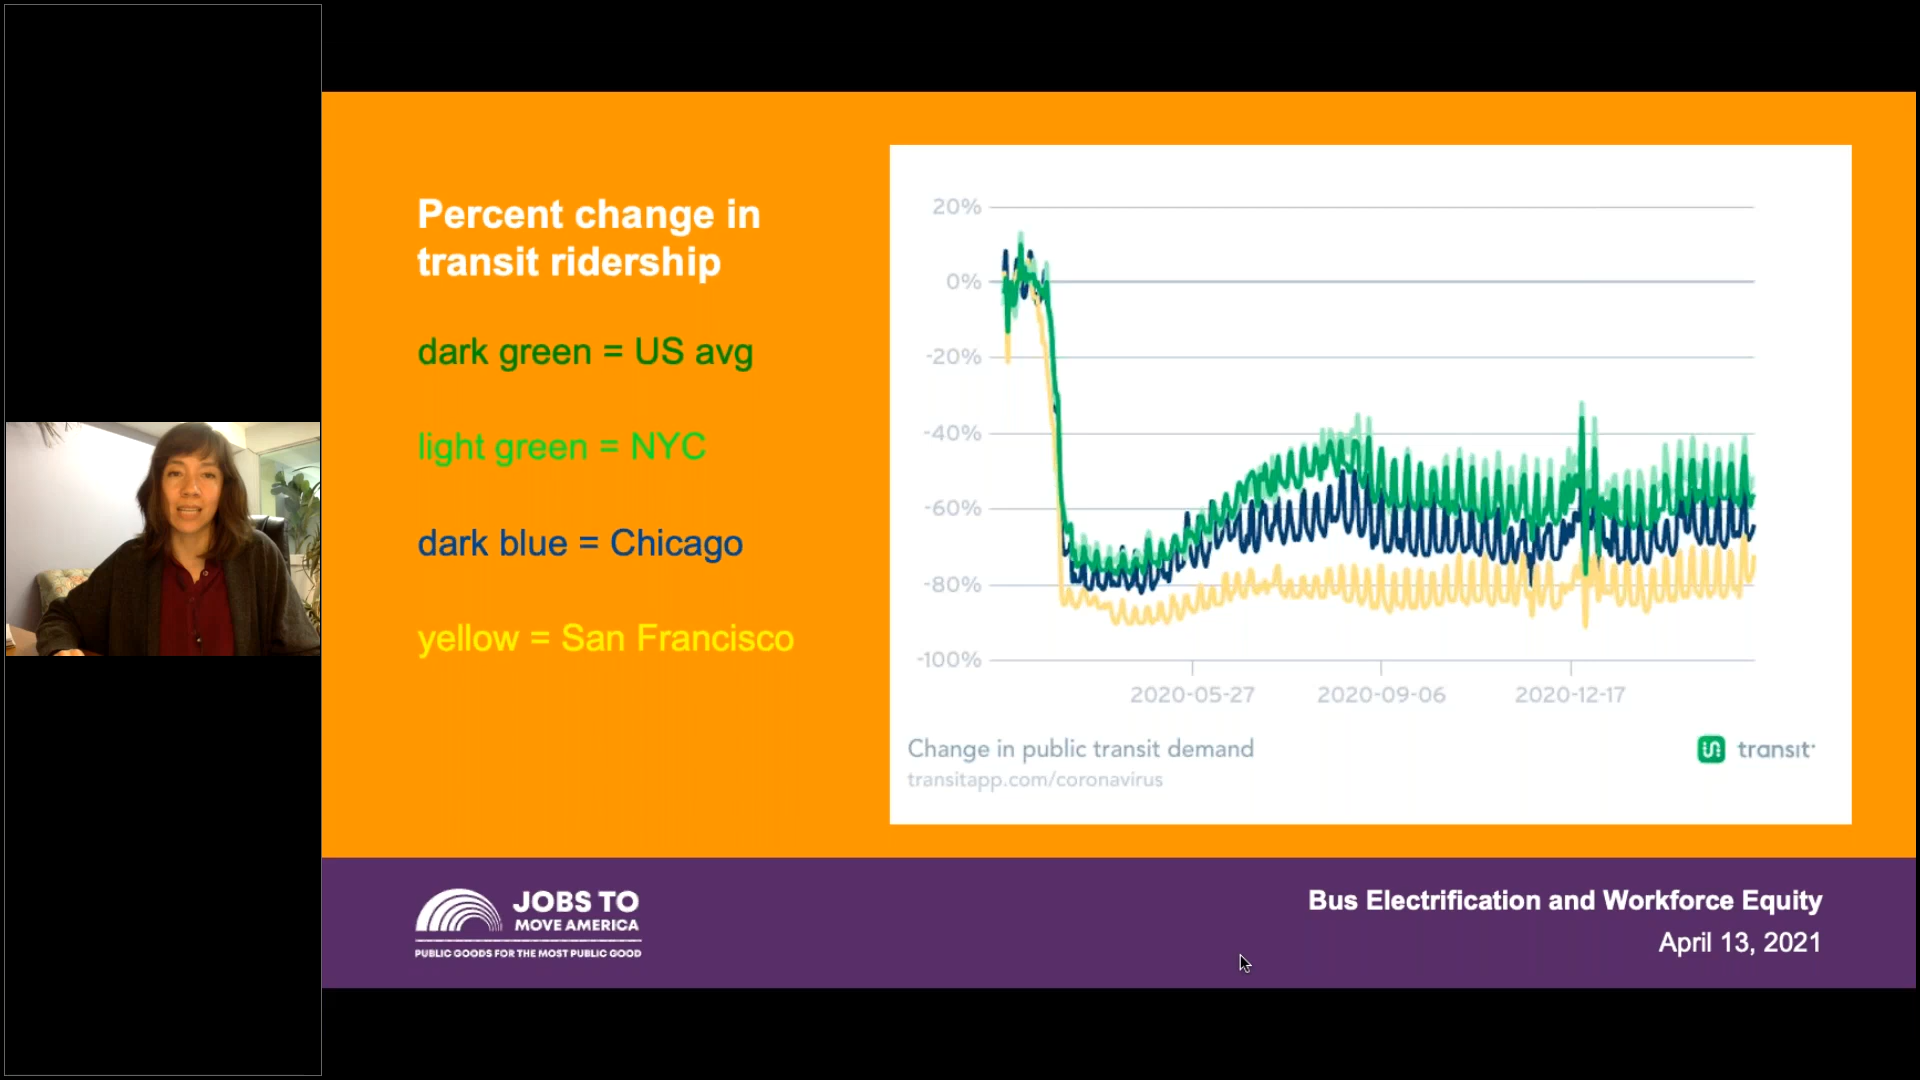 Percent change in
transit ridership
dark green = US avg
light green = NYC
dark blue = Chicago
yellow = San Francisco
20%
0%
-20%
-40%
-60%
-80%
-100%
2020-05-27
2020-09-06
2020-12-17
Change in public transit demand
transitapp.com/coronavirus
transit
JOBS TO
MOVE AMERICA
PUBLIC GOODS FOR THE MOST PUBLIC GOOD
Bus Electrification and Workforce Equity
April 13, 2021